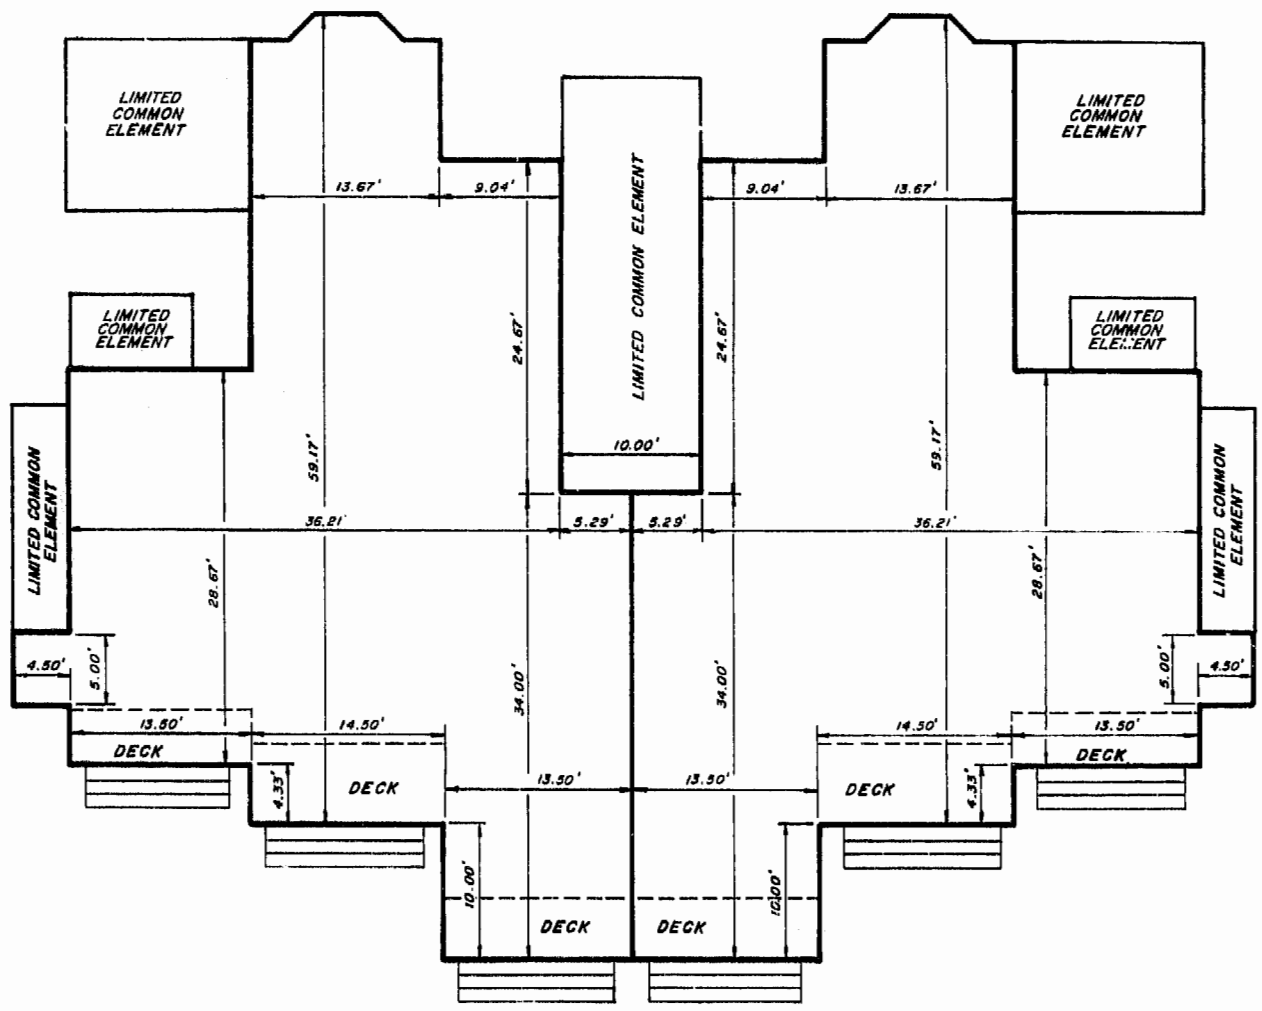 LIMITED
COMMON
ELEMENT
LIMITED
COMMON
ELEMENT
LIMITED COMMON ELEMENT
13.67'
9.04'
9.04'
13.67'
LIMITED
COMMON
ELEMENT
LIMITED
COMMON
ELEMENT
24.67'
24.67'
59.17'
59.17'
10.00'
LIMITED COMMON
ELEMENT
LIMITED COMMON
ELEMENT
36.21'
5.29'
5.29'
36.21'
28.67'
28.67'
4.50'
5.00'
5.00'
4.50'
34.00'
34.00'
13.50'
14.50'
14.50'
13.50'
DECK
DECK
4.33'
DECK
13.50'
13.50'
DECK
4.33'
10.00'
10.00'
DECK
DECK